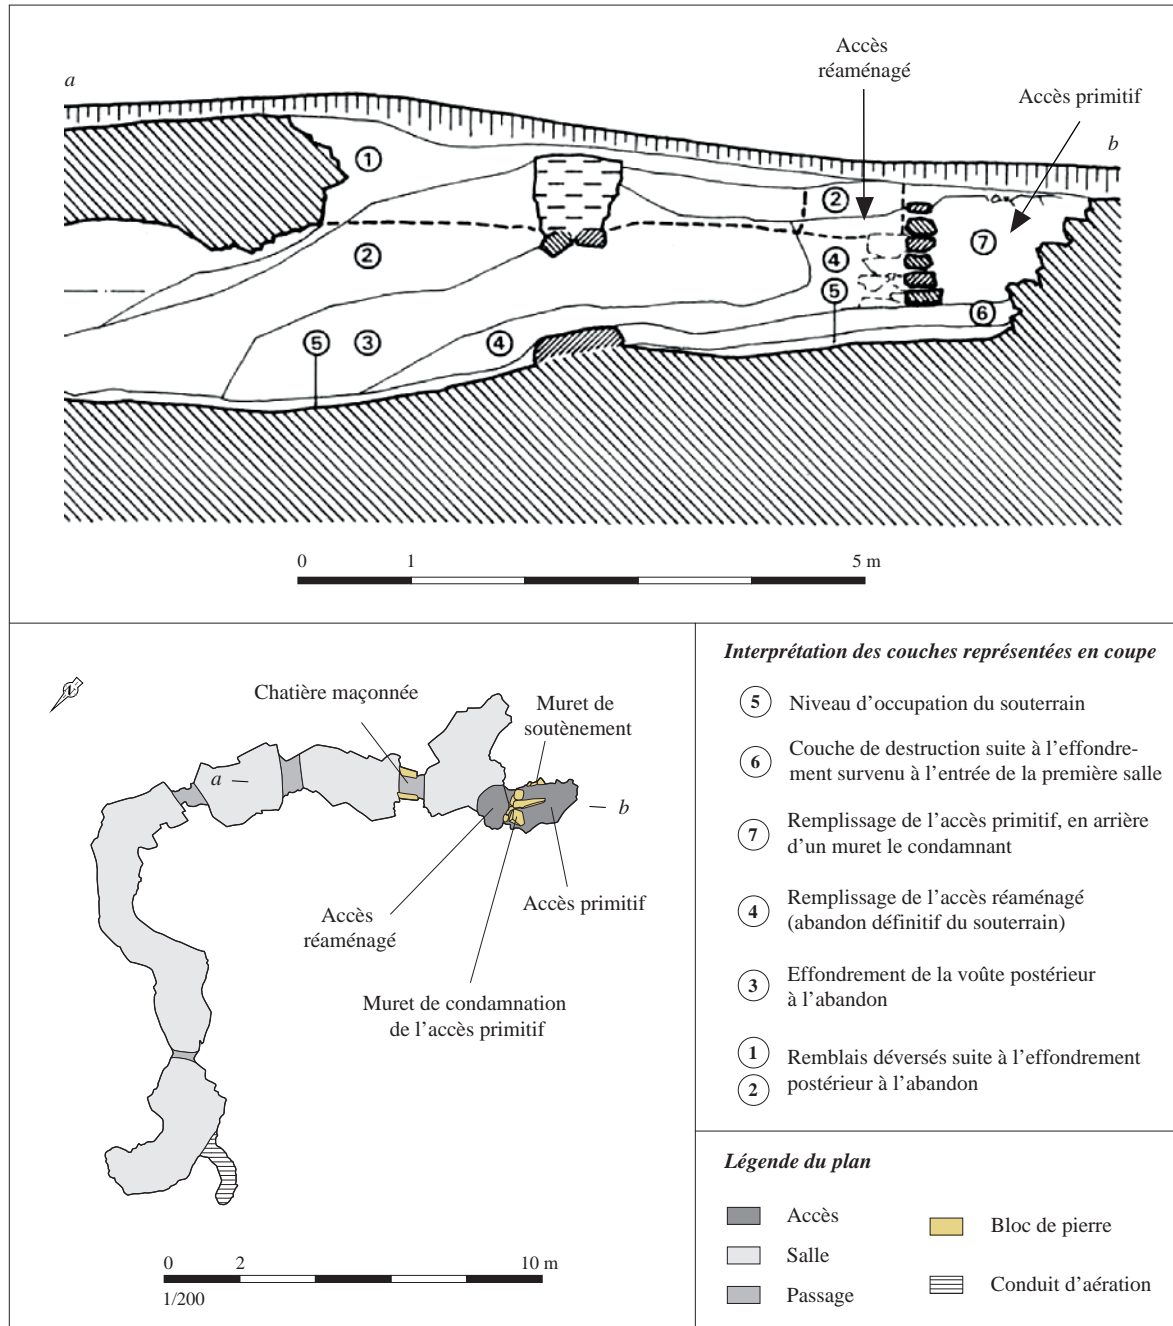 Accès
réaménagé
Accès primitif
a
b
1
2
2
7
4
5
6
5
3
4
0 1 5 m
Chatière maçonnée
Muret de
soutènement
a
b
Accès
réaménagé
Accès primitif
Muret de condamnation
de l’accès primitif
0 2 10 m
1/200
Interprétation des couches représentées en coupe
5 Niveau d’occupation du souterrain
6 Couche de destruction suite à l’effondre-
ment survenu à l’entrée de la première salle
7 Remplissage de l’accès primitif, en arrière
d’un muret le condamnant
4 Remplissage de l’accès réaménagé
(abandon définitif du souterrain)
3 Effondrement de la voûte postérieur
à l’abandon
1 Remblais déversés suite à l’effondrement
2 postérieur à l’abandon
Légende du plan
Accès
Salle
Passage
Bloc de pierre
Conduit d’aération